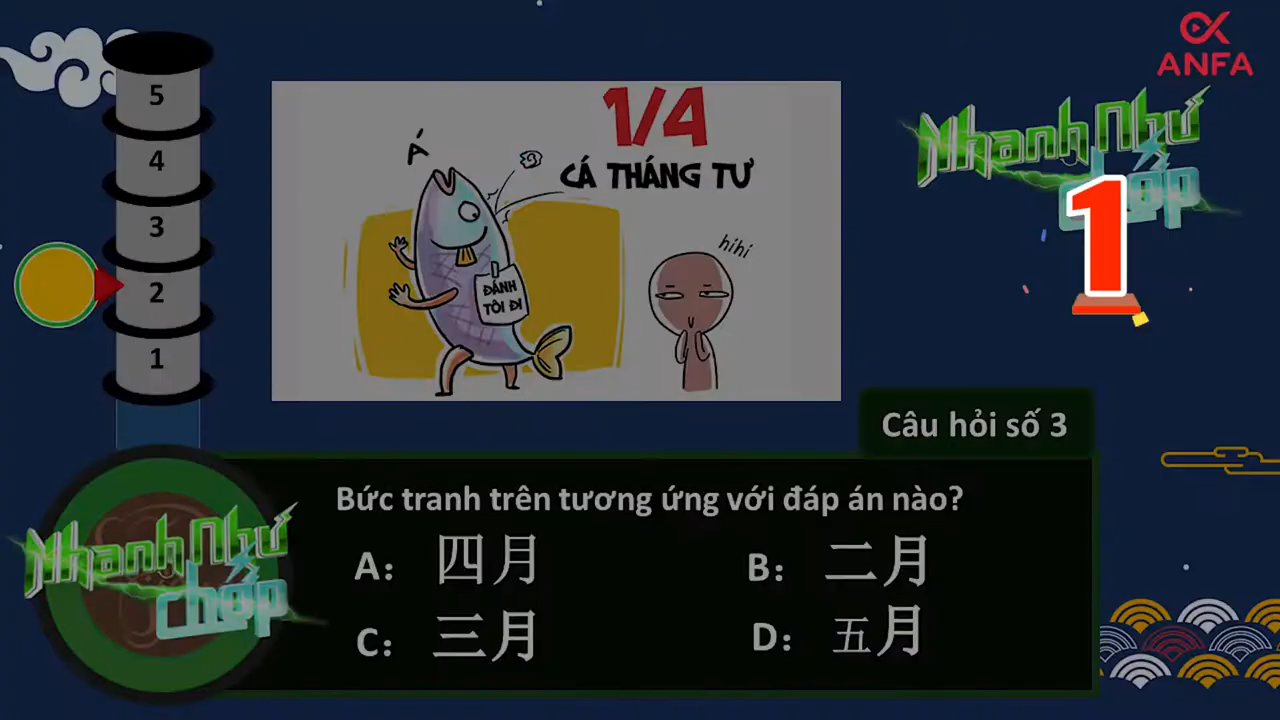 ANFA
5
4
3
2
1
1/4
CÁ THÁNG TƯ
Á
ĐÁNH
TÔI ĐI
hihi
Nhanh Như
chớp
1
Câu hỏi số 3
Nhanh Như
chớp
Bức tranh trên tương ứng với đáp án nào?
A： 四月
B： 二月
C： 三月
D： 五月